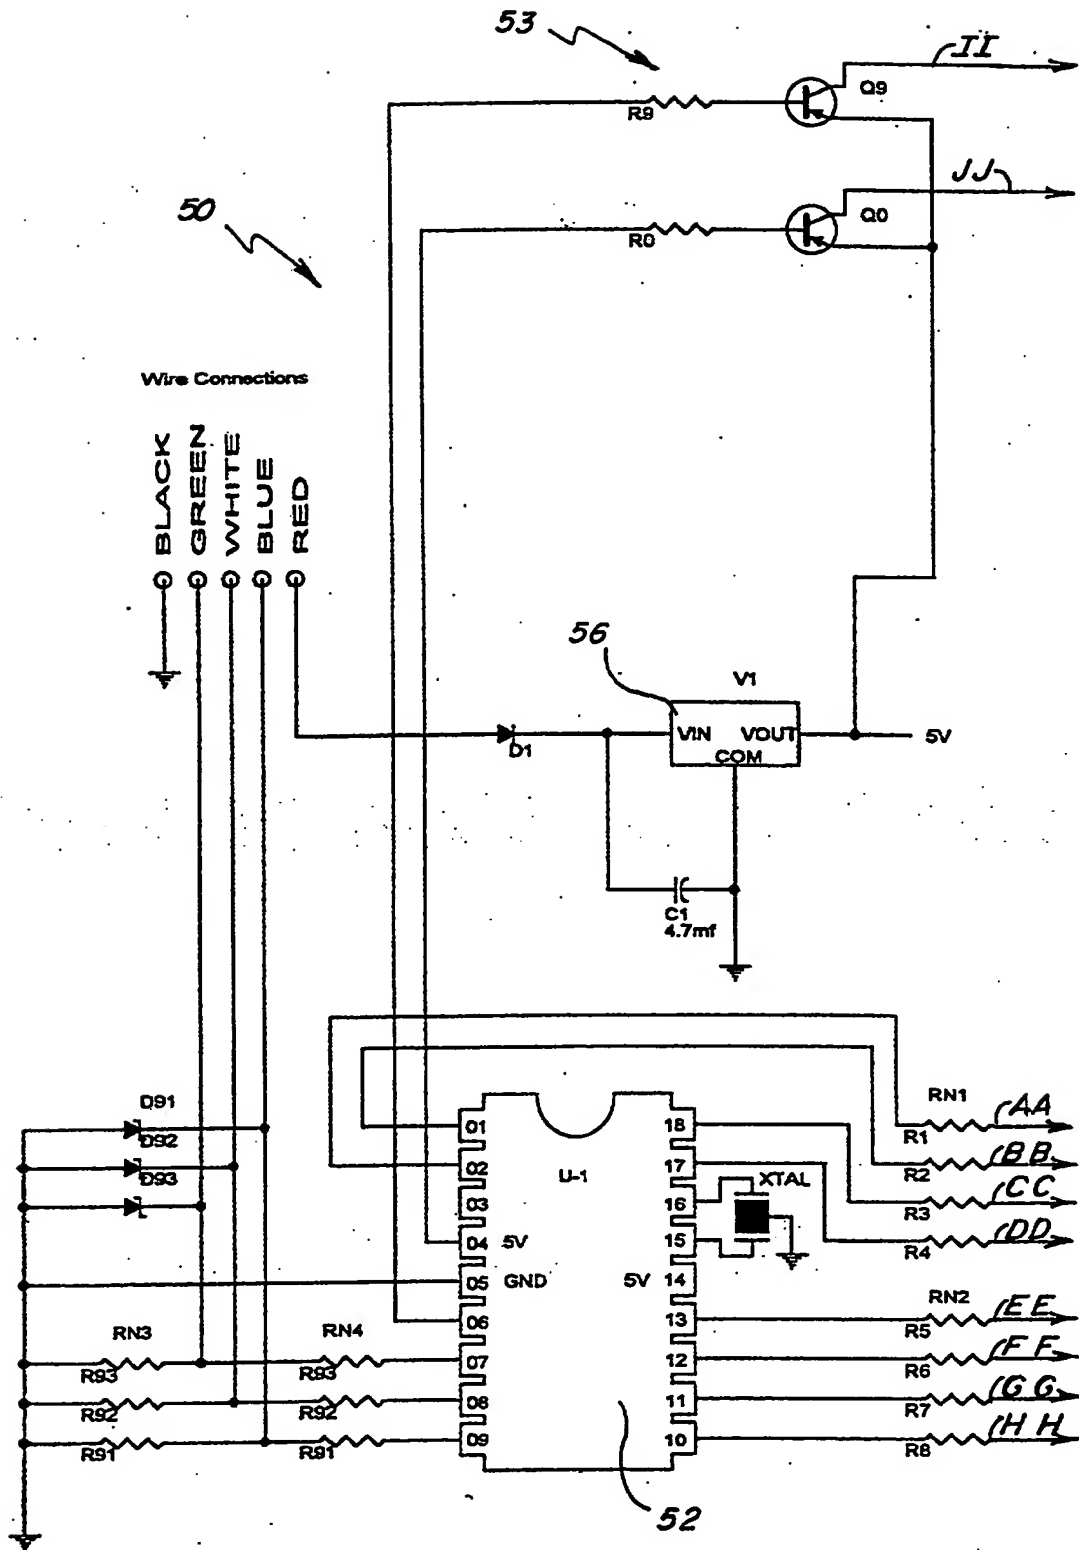 53
II
Q9
R9
JJ
50
Q0
R0
Wire Connections
BLACK
GREEN
WHITE
BLUE
RED
56
V1
VIN
VOUT
COM
5V
D1
C1
4.7mf
D91
D92
D93
RN1
AA
R1
BB
R2
CC
R3
DD
R4
01
18
02
17
U-1
XTAL
03
16
04
5V
15
05
GND
5V
14
06
13
RN2
EE
R5
RN3
RN4
07
12
FF
R6
R93
R93
08
11
GG
R7
R92
R92
09
10
HH
R8
R91
R91
52